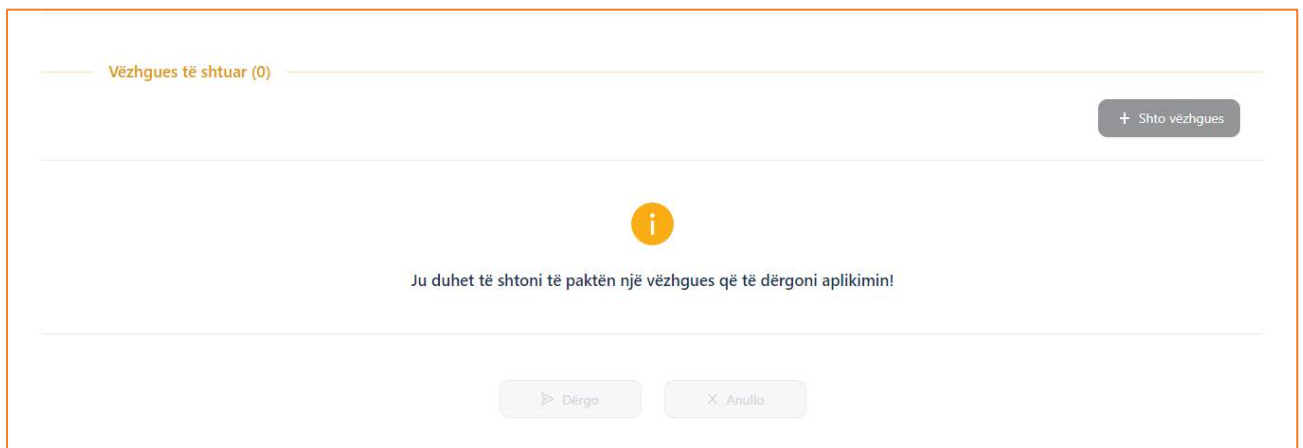 Vëzhgues të shtuar (0)
+ Shto vëzhgues
Ju duhet të shtoni të paktën një vëzhgues që të dërgoni aplikimin!
Dërgo
Anullo